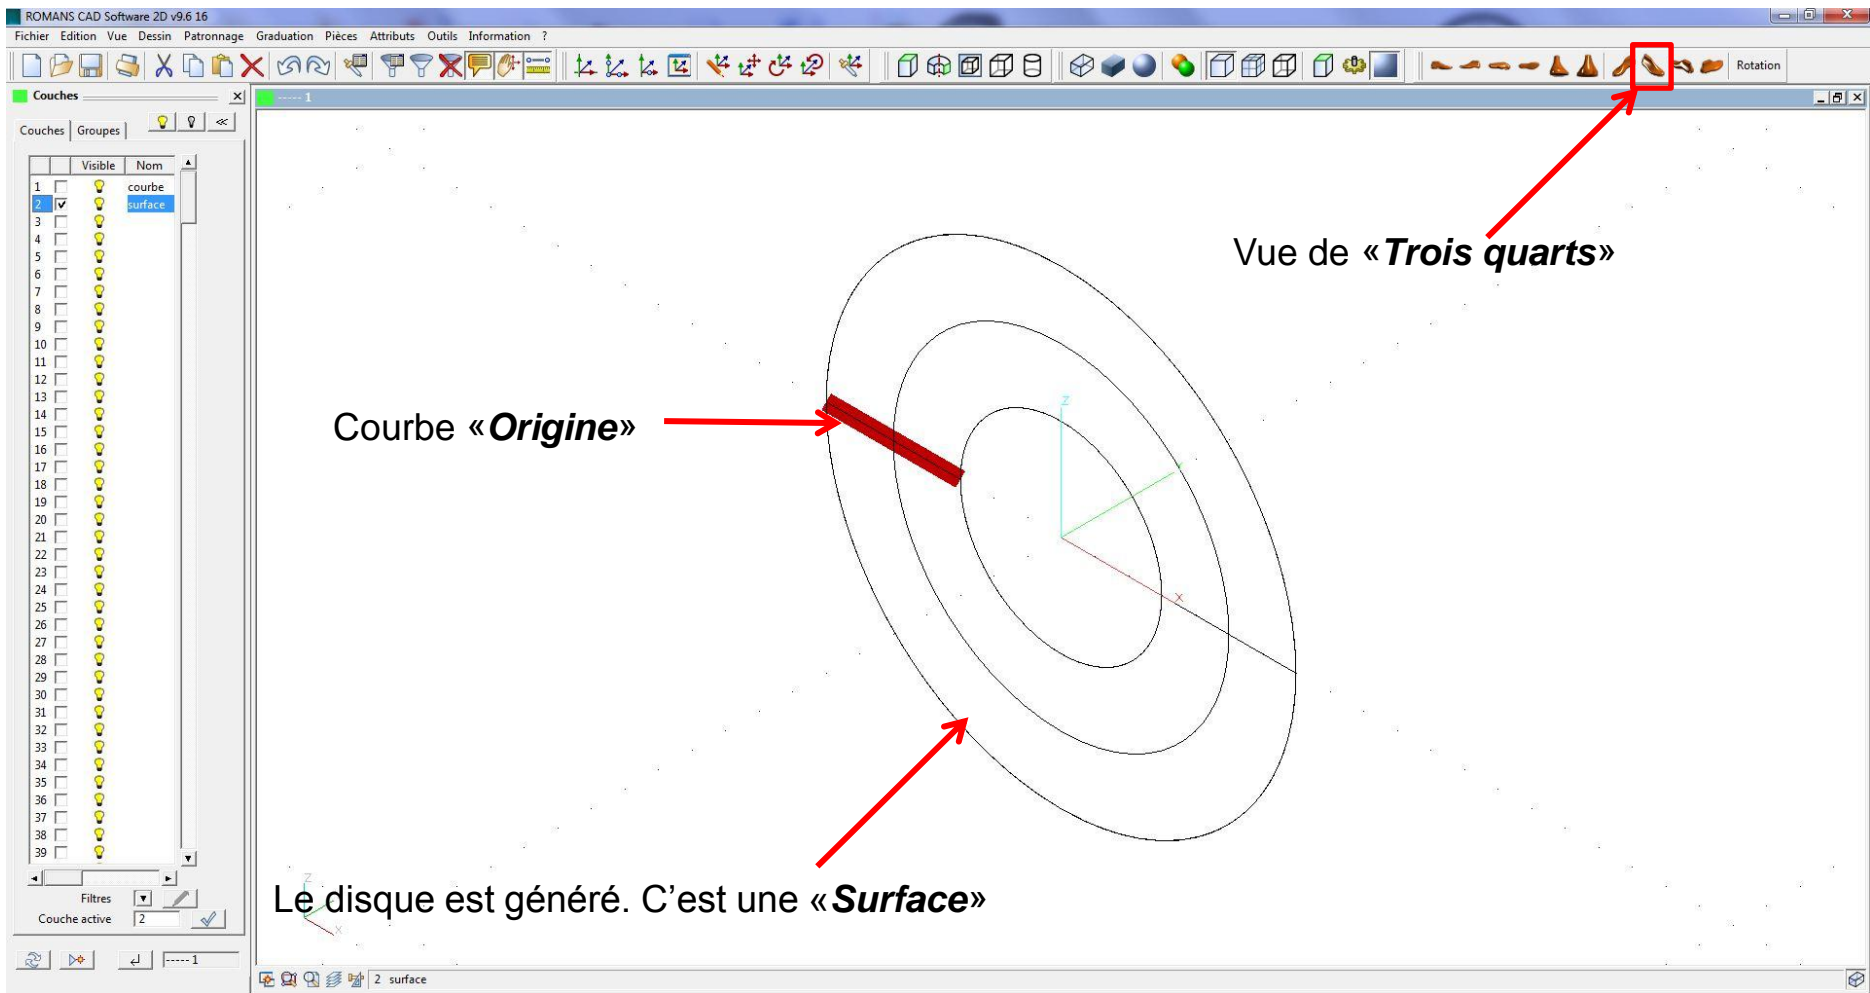 ROMANS CAD Software 2D v9.6 16
Fichier Edition Vue Dessin Patronnage Graduation Pièces Attributs Outils Information ?
Rotation
Couches
----- 1
Couches Groupes
Visible Nom
1 courbe
2 surface
3
4
5
6
7
8
9
10
11
12
13
14
15
16
17
18
19
20
21
22
23
24
25
26
27
28
29
30
31
32
33
34
35
36
37
38
39
Filtres
Couche active 2
----- 1
Vue de «Trois quarts»
Courbe «Origine»
Z
X
Le disque est généré. C’est une «Surface»
Z
X
2 surface